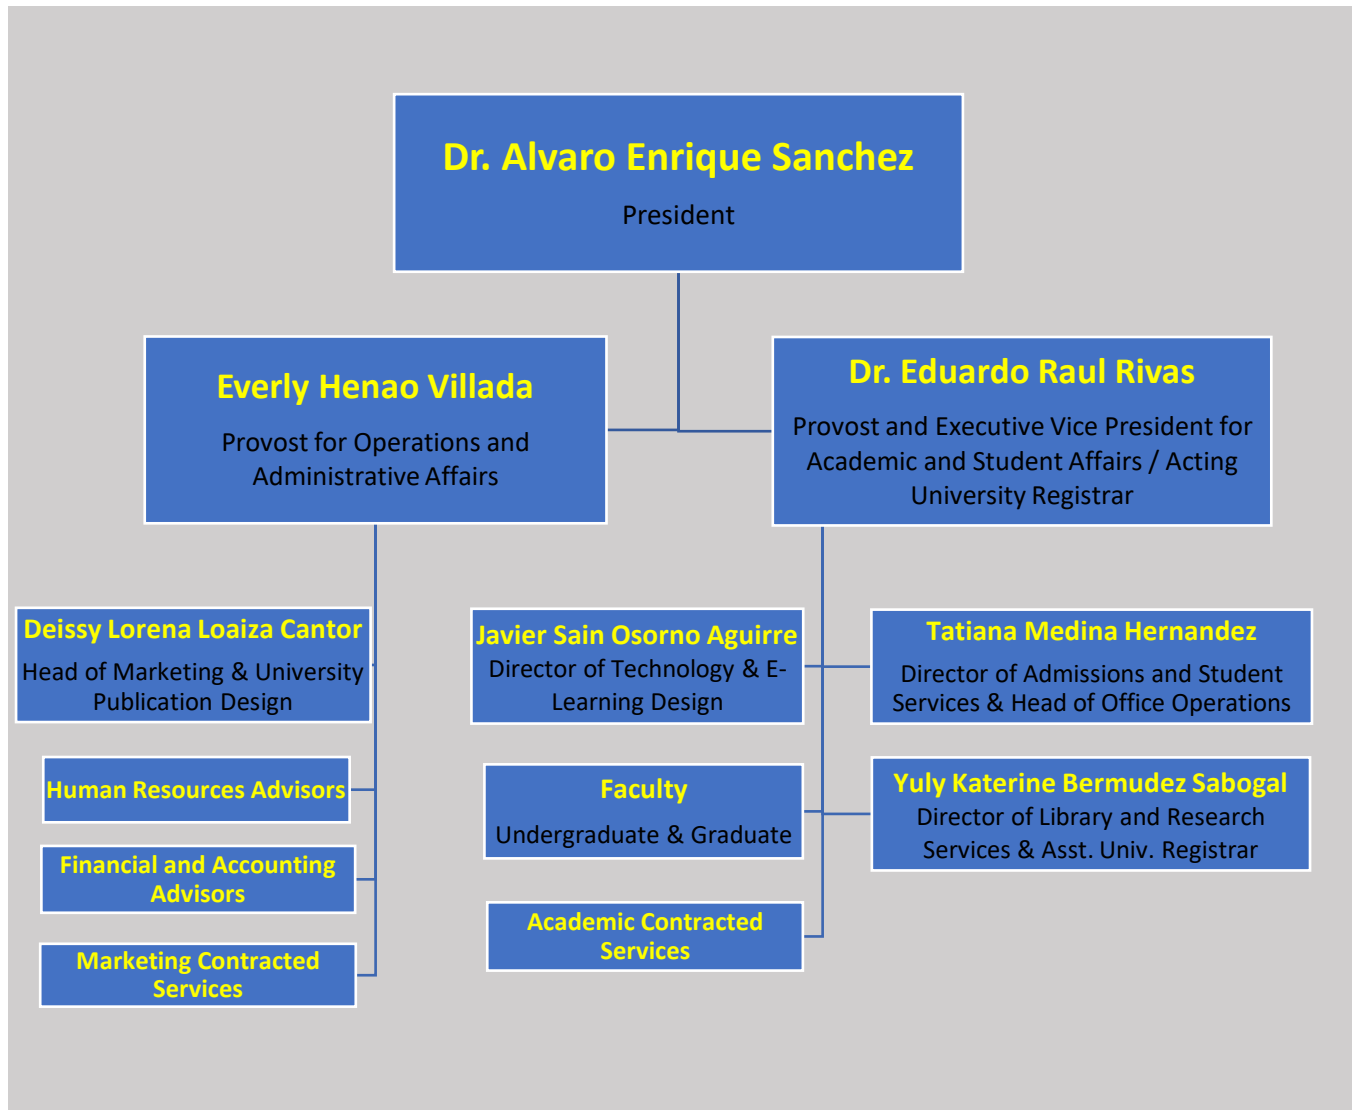 Dr. Alvaro Enrique Sanchez
President
Everly Henao Villada
Provost for Operations and
Administrative Affairs
Dr. Eduardo Raul Rivas
Provost and Executive Vice President for
Academic and Student Affairs / Acting
University Registrar
Deissy Lorena Loaiza Cantor
Head of Marketing & University
Publication Design
Human Resources Advisors
Financial and Accounting
Advisors
Marketing Contracted
Services
Javier Sain Osorno Aguirre
Director of Technology & E-
Learning Design
Tatiana Medina Hernandez
Director of Admissions and Student
Services & Head of Office Operations
Faculty
Undergraduate & Graduate
Yuly Katerine Bermudez Sabogal
Director of Library and Research
Services & Asst. Univ. Registrar
Academic Contracted
Services